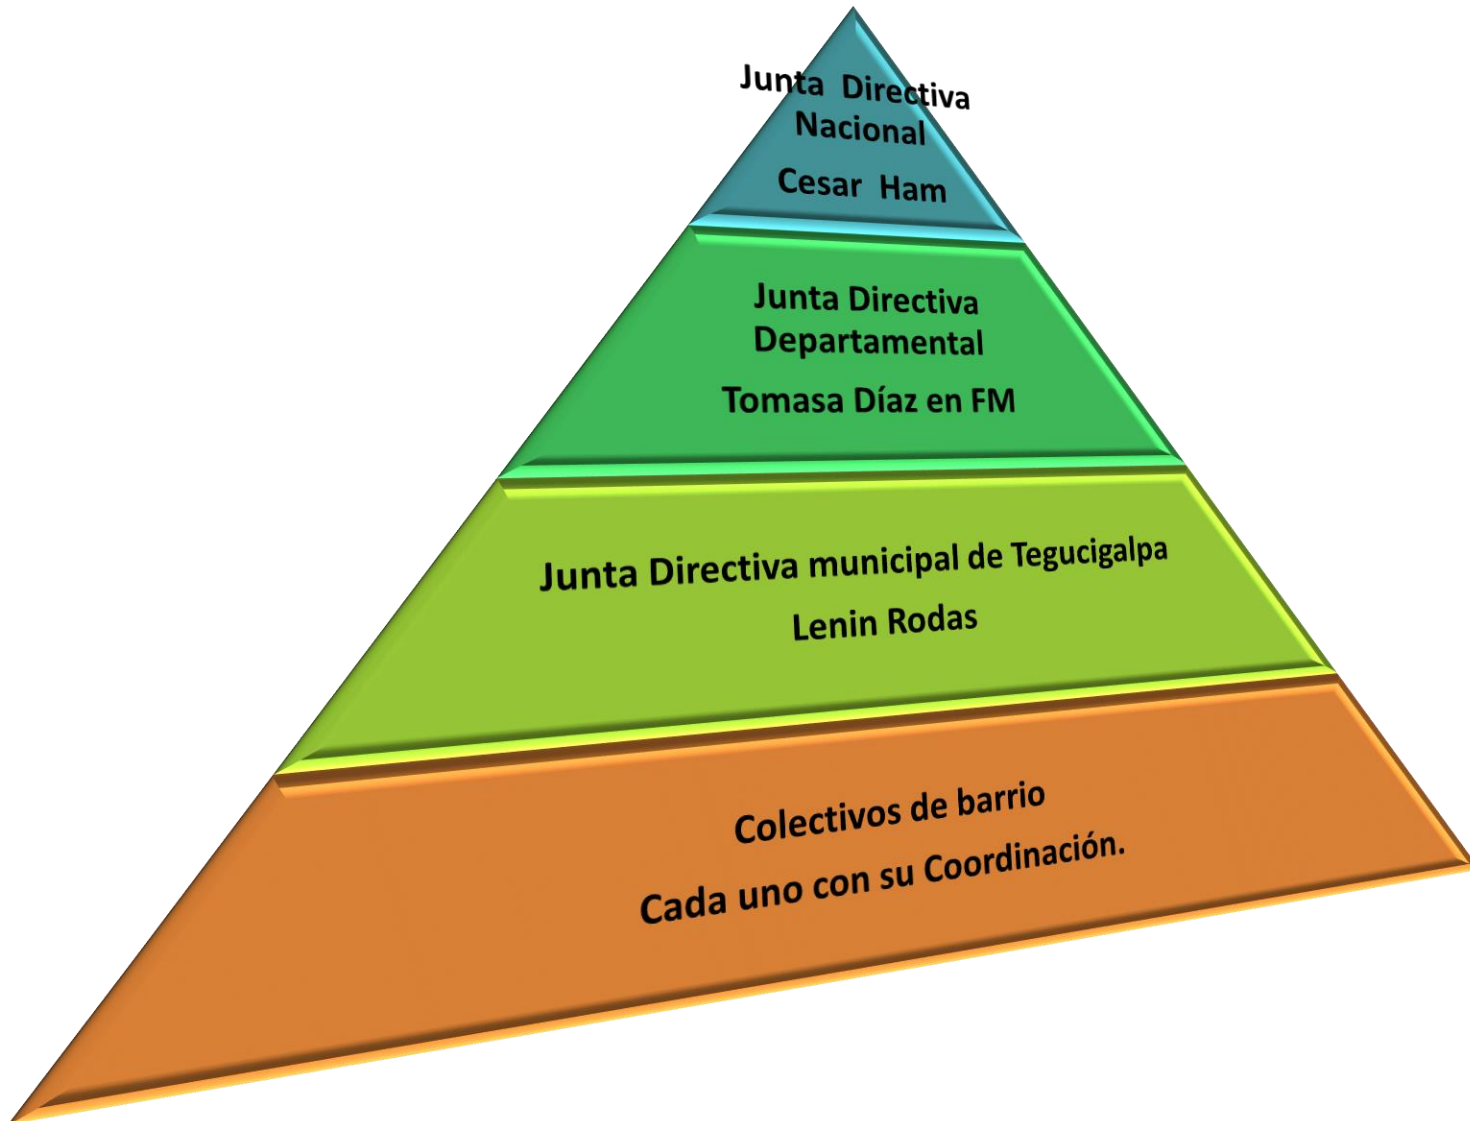 Junta Directiva
Nacional
Cesar Ham
Junta Directiva
Departamental
Tomasa Díaz en FM
Junta Directiva municipal de Tegucigalpa
Lenin Rodas
Colectivos de barrio
Cada uno con su Coordinación.